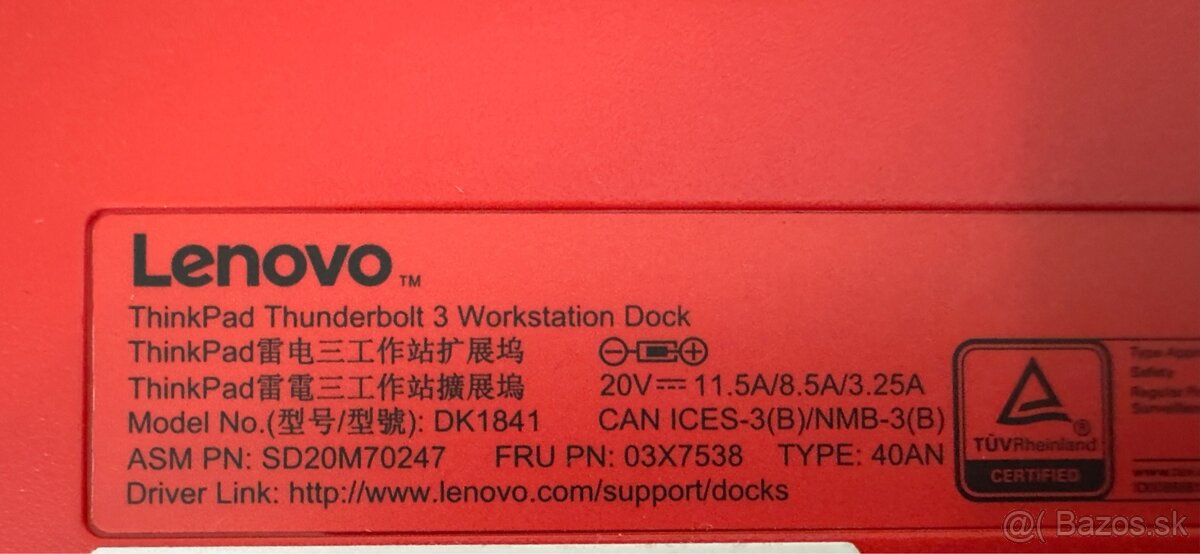 Lenovo™
ThinkPad Thunderbolt 3 Workstation Dock
ThinkPad雷电三工作站扩展坞
ThinkPad雷電三工作站擴展塢 20V⎓11.5A/8.5A/3.25A
Model No.(型号/型號): DK1841 CAN ICES-3(B)/NMB-3(B)
ASM PN: SD20M70247 FRU PN: 03X7538 TYPE: 40AN
Driver Link: http://www.lenovo.com/support/docks
TÜVRheinland®
CERTIFIED
Safety
@( Bazos.sk